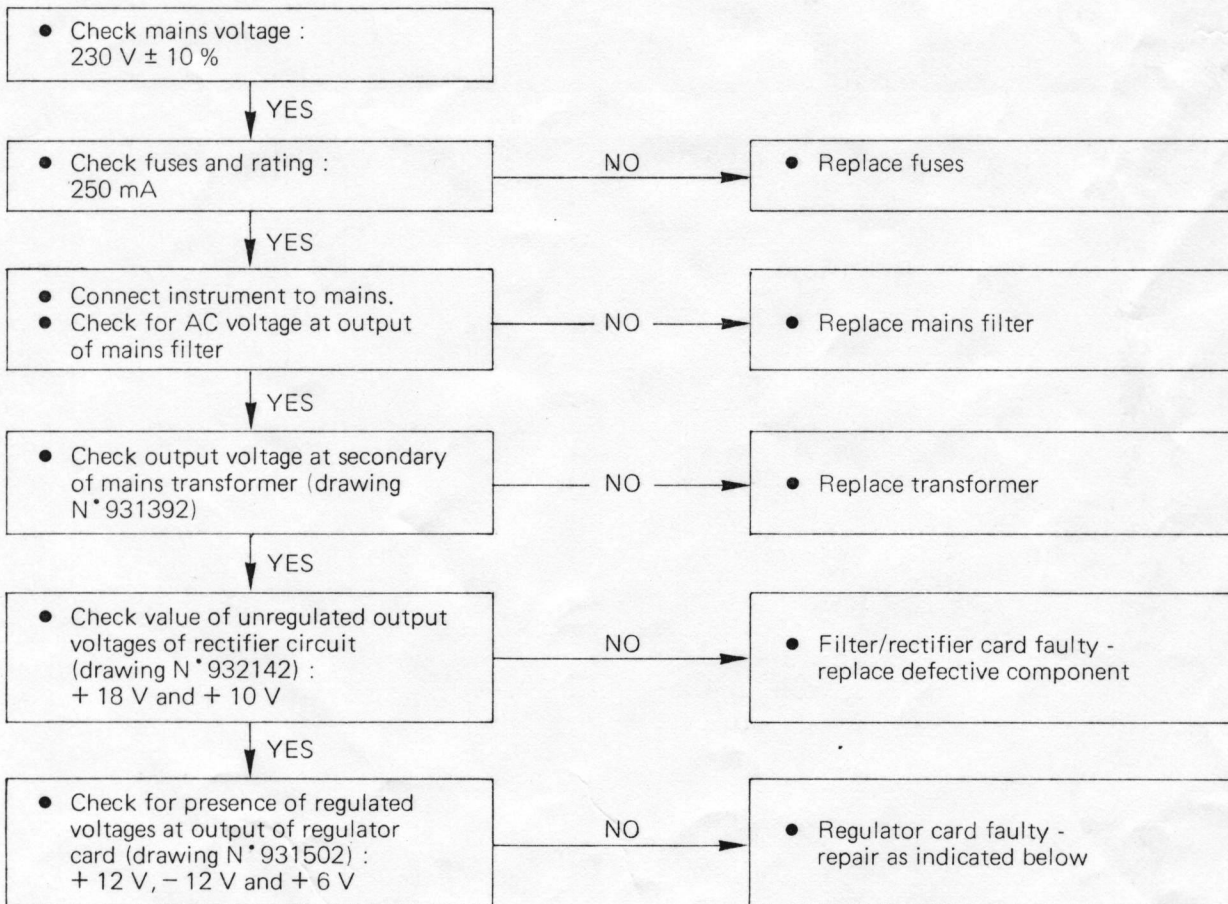 ● Check mains voltage :
230 V ± 10 %
YES
● Check fuses and rating :
250 mA
NO
● Replace fuses
YES
● Connect instrument to mains.
● Check for AC voltage at output
of mains filter
NO
● Replace mains filter
YES
● Check output voltage at secondary
of mains transformer (drawing
N° 931392)
NO
● Replace transformer
YES
● Check value of unregulated output
voltages of rectifier circuit
(drawing N° 932142) :
+ 18 V and + 10 V
NO
● Filter/rectifier card faulty -
replace defective component
YES
● Check for presence of regulated
voltages at output of regulator
card (drawing N° 931502) :
+ 12 V, − 12 V and + 6 V
NO
● Regulator card faulty -
repair as indicated below